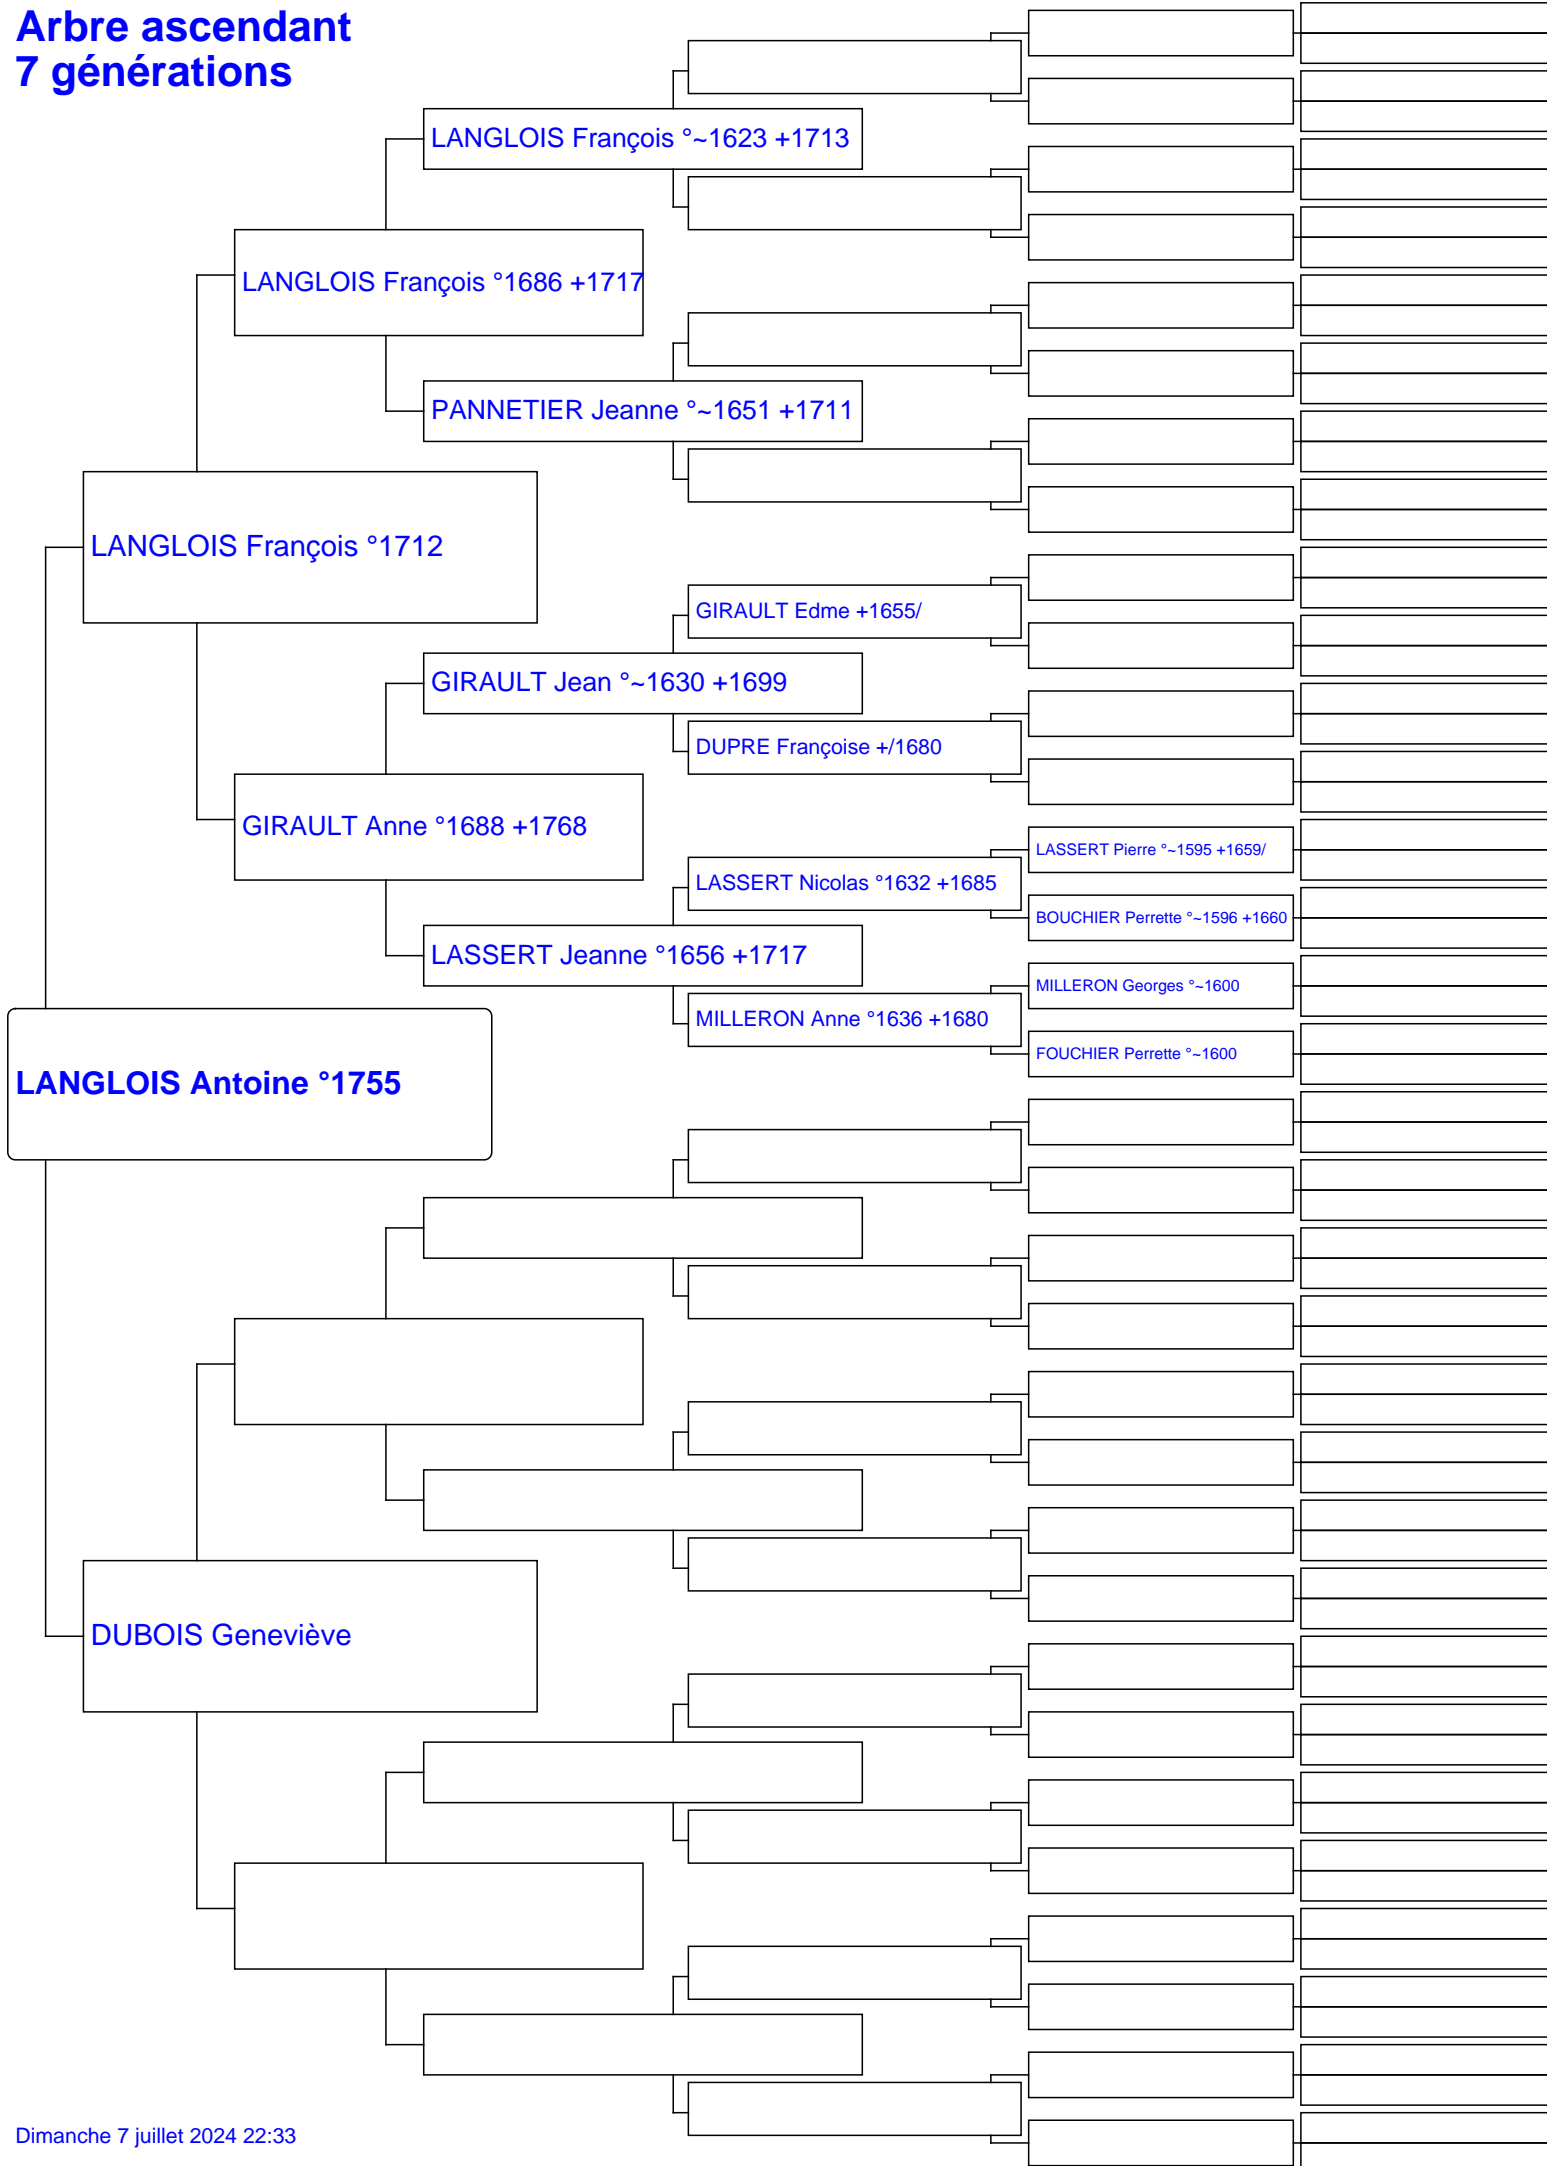 Arbre ascendant
7 générations
LANGLOIS François °~1623 +1713
LANGLOIS François °1686 +1717
PANNETIER Jeanne °~1651 +1711
LANGLOIS François °1712
GIRAULT Edme +1655/
GIRAULT Jean °~1630 +1699
DUPRE Françoise +/1680
GIRAULT Anne °1688 +1768
LASSERT Pierre °~1595 +1659/
LASSERT Nicolas °1632 +1685
BOUCHIER Perrette °~1596 +1660
LASSERT Jeanne °1656 +1717
MILLERON Georges °~1600
MILLERON Anne °1636 +1680
FOUCHIER Perrette °~1600
LANGLOIS Antoine °1755
DUBOIS Geneviève
Dimanche 7 juillet 2024 22:33